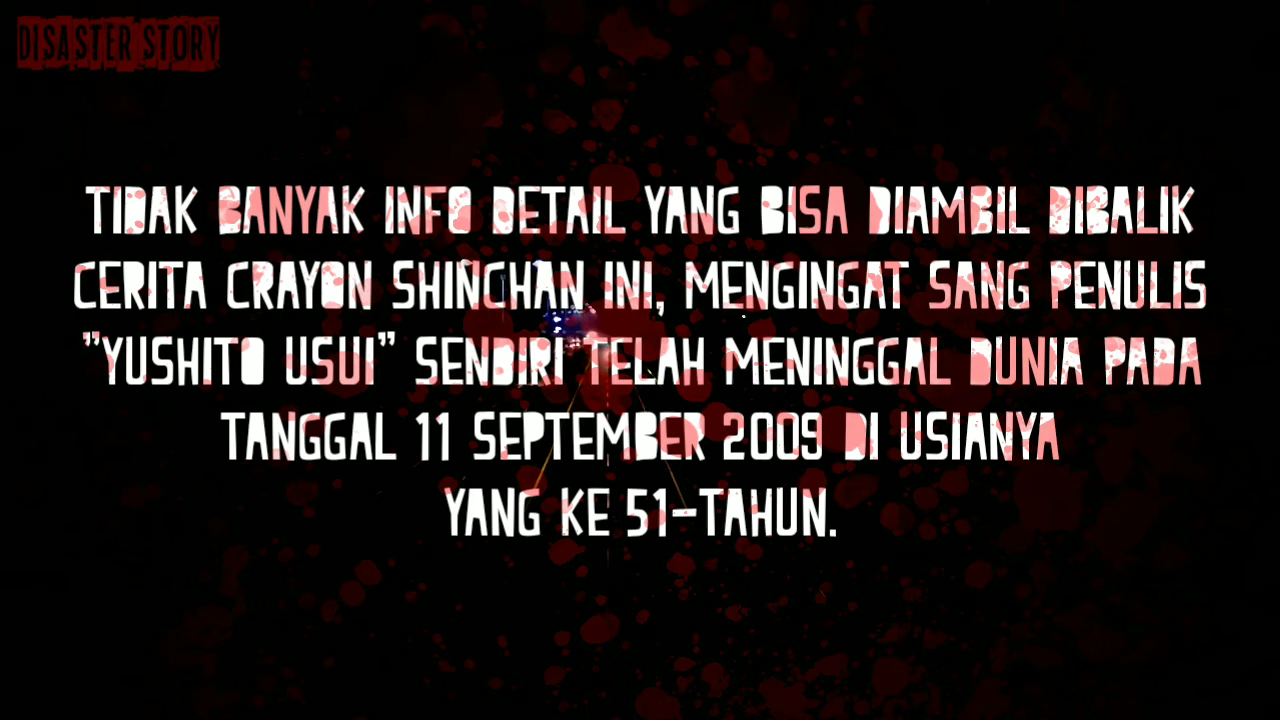 DISASTER STORY
TIDAK BANYAK INFO DETAIL YANG BISA DIAMBIL DIBALIK
CERITA CRAYON SHINCHAN INI, MENGINGAT SANG PENULIS
"YUSHITO USUI" SENDIRI TELAH MENINGGAL DUNIA PADA
TANGGAL 11 SEPTEMBER 2009 DI USIANYA
YANG KE 51-TAHUN.